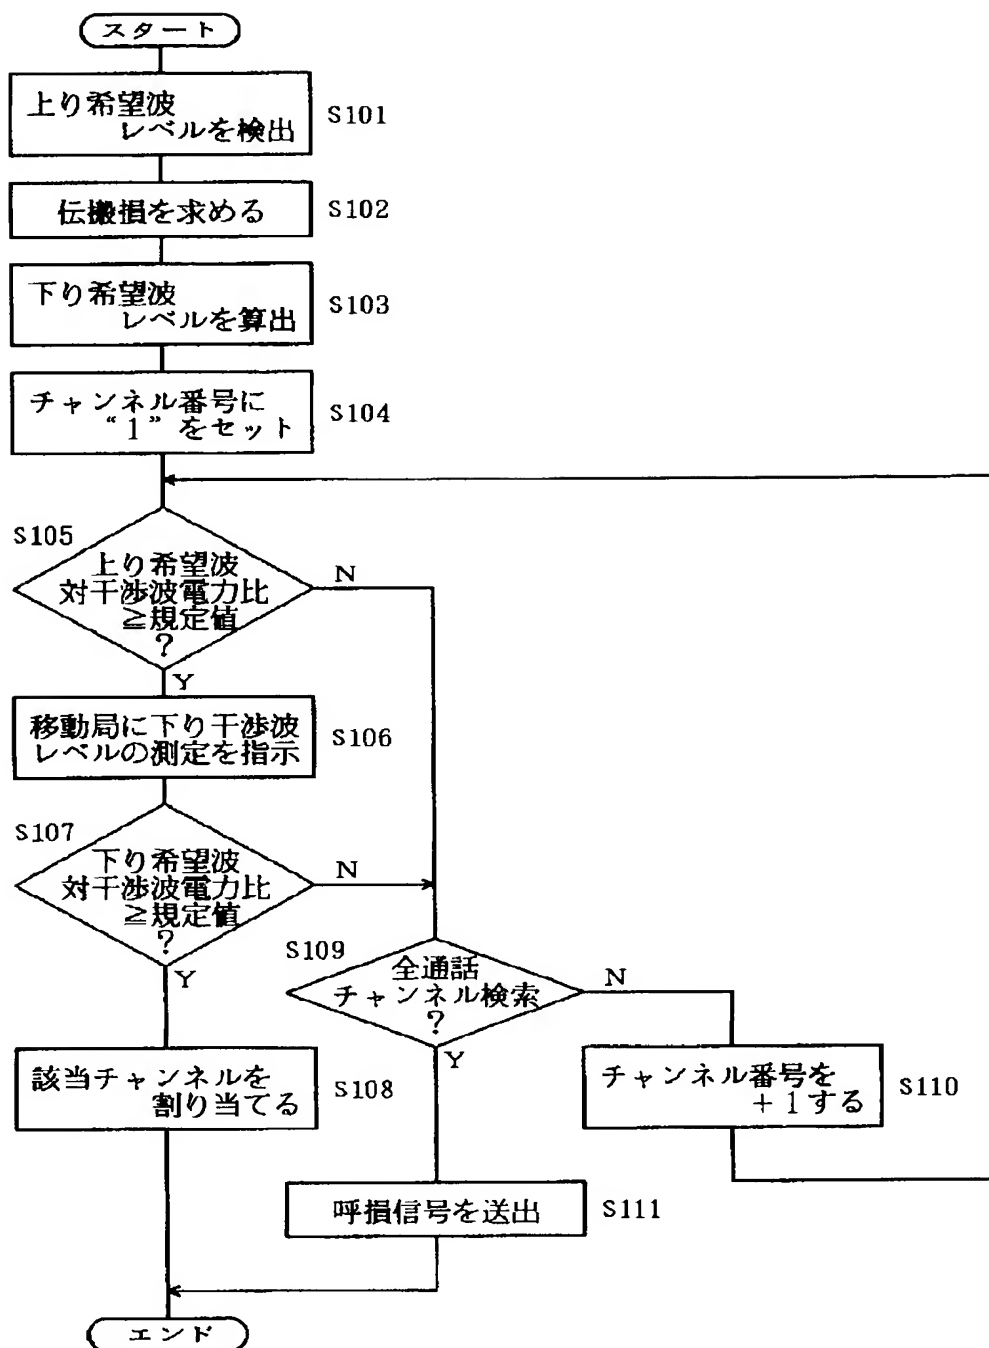 スタート
上り希望波
レベルを検出
S101
伝搬損を求める
S102
下り希望波
レベルを算出
S103
チャンネル番号に
“1”をセット
S104
S105
上り希望波
対干渉波電力比
≧規定値
?
N
Y
移動局に下り干渉波
レベルの測定を指示
S106
S107
下り希望波
対干渉波電力比
≧規定値
?
N
Y
S109
全通話
チャンネル検索
?
N
Y
該当チャンネルを
割り当てる
S108
チャンネル番号を
+1する
S110
呼損信号を送出
S111
エンド